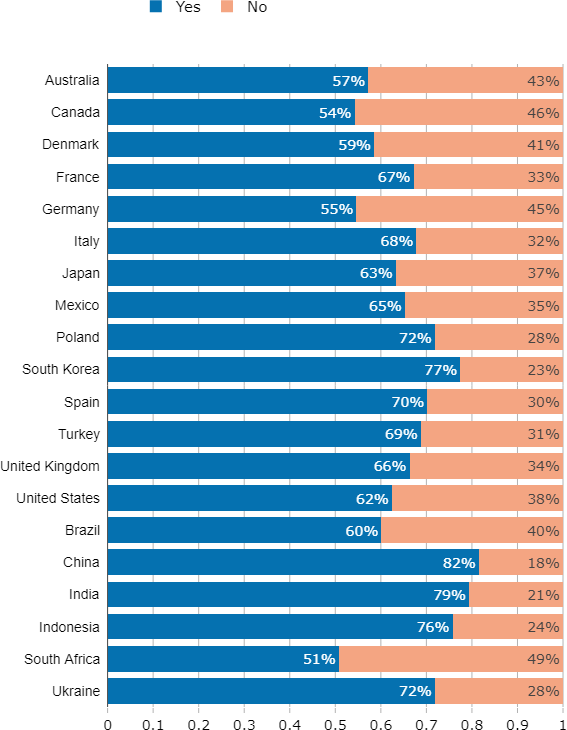 Yes No
Australia 57% 43%
Canada 54% 46%
Denmark 59% 41%
France 67% 33%
Germany 55% 45%
Italy 68% 32%
Japan 63% 37%
Mexico 65% 35%
Poland 72% 28%
South Korea 77% 23%
Spain 70% 30%
Turkey 69% 31%
United Kingdom 66% 34%
United States 62% 38%
Brazil 60% 40%
China 82% 18%
India 79% 21%
Indonesia 76% 24%
South Africa 51% 49%
Ukraine 72% 28%
0 0.1 0.2 0.3 0.4 0.5 0.6 0.7 0.8 0.9 1